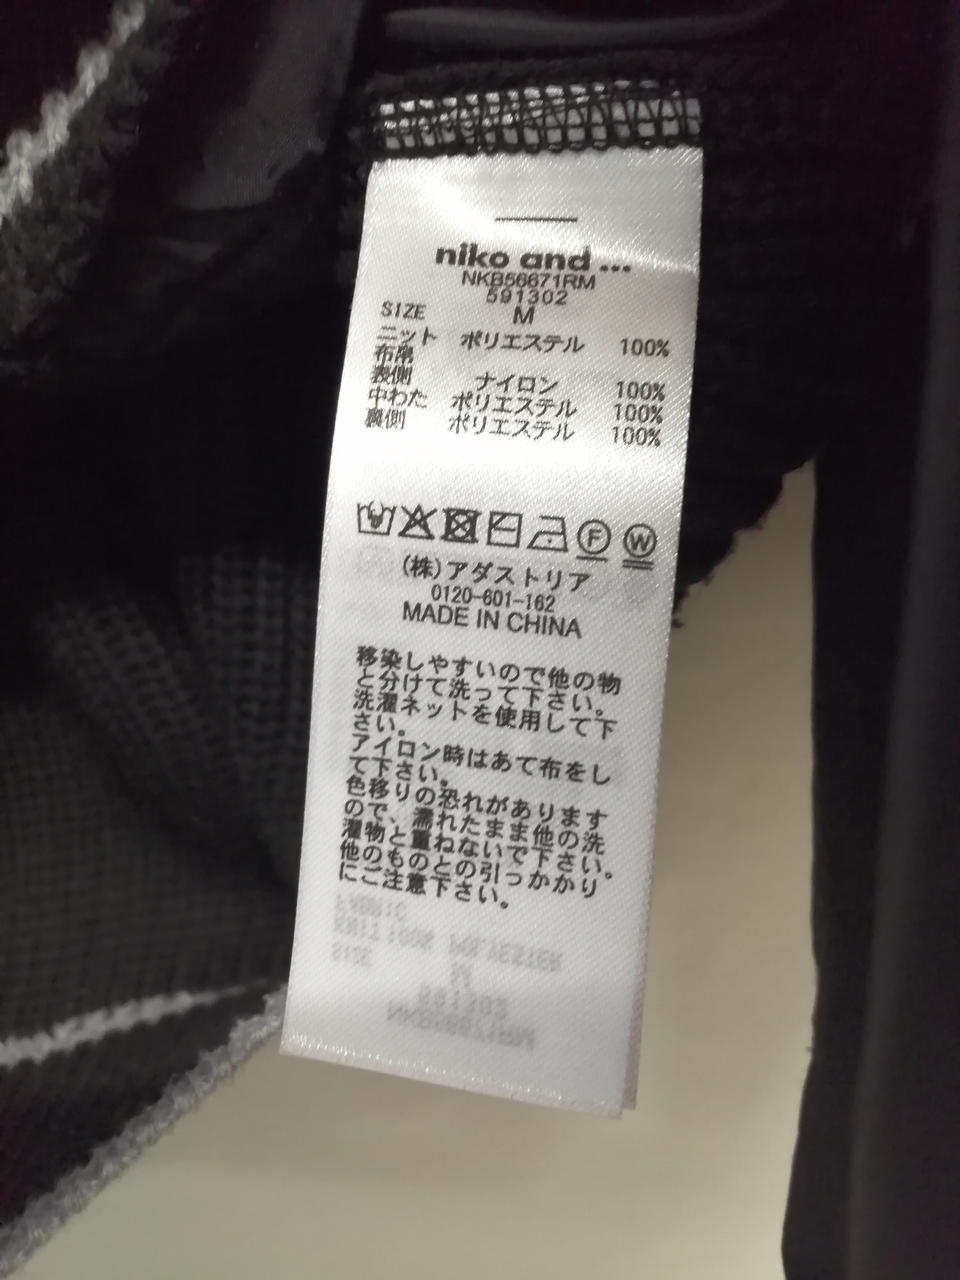 niko and ...
NKB56671RM
591302
SIZE M
ニット ポリエステル 100%
布帛
表側 ナイロン 100%
中わた ポリエステル 100%
裏側 ポリエステル 100%
F W
(株)アダストリア
0120-601-162
MADE IN CHINA
移染しやすいので他の物
と分けて洗って下さい。
洗濯ネットを使用して下
さい。
アイロン時はあて布をし
て下さい。
色移りの恐れがあります
ので、濡れたまま他の洗
濯物と重ねないで下さい。
他のものとの引っかかり
にご注意下さい。
FABRIC
KNIT 100% POLYESTER
SIZE M
591302
NKB56671RM